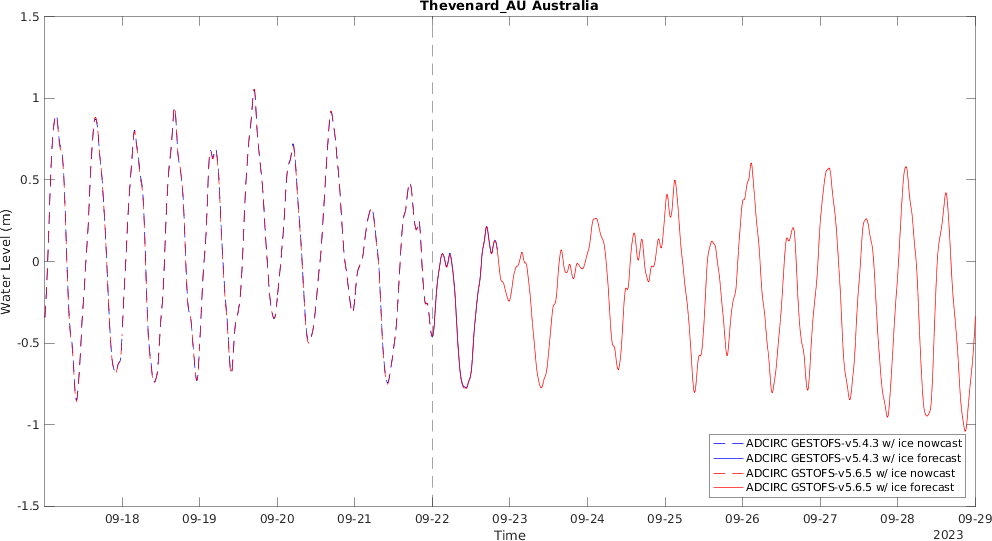 Thevenard_AU Australia
1.5
1
0.5
0
-0.5
-1
-1.5
Water Level (m)
ADCIRC GESTOFS-v5.4.3 w/ ice nowcast
ADCIRC GESTOFS-v5.4.3 w/ ice forecast
ADCIRC GSTOFS-v5.6.5 w/ ice nowcast
ADCIRC GSTOFS-v5.6.5 w/ ice forecast
09-18 09-19 09-20 09-21 09-22 09-23 09-24 09-25 09-26 09-27 09-28 09-29
Time
2023